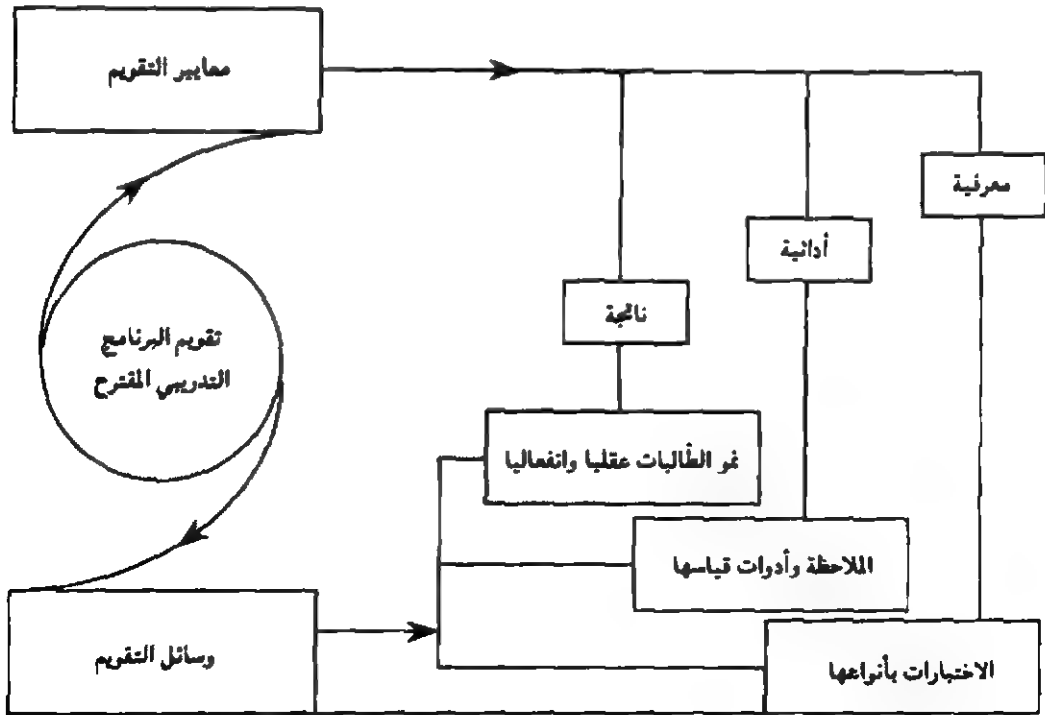 معايير التقويم
معرفية
أدائية
ناتجة
تقويم البرنامج
التدريبي المقترح
نمو الطالبات عقليا وانفعاليا
الملاحظة وأدوات قياسها
وسائل التقويم
الاختبارات بأنواعها